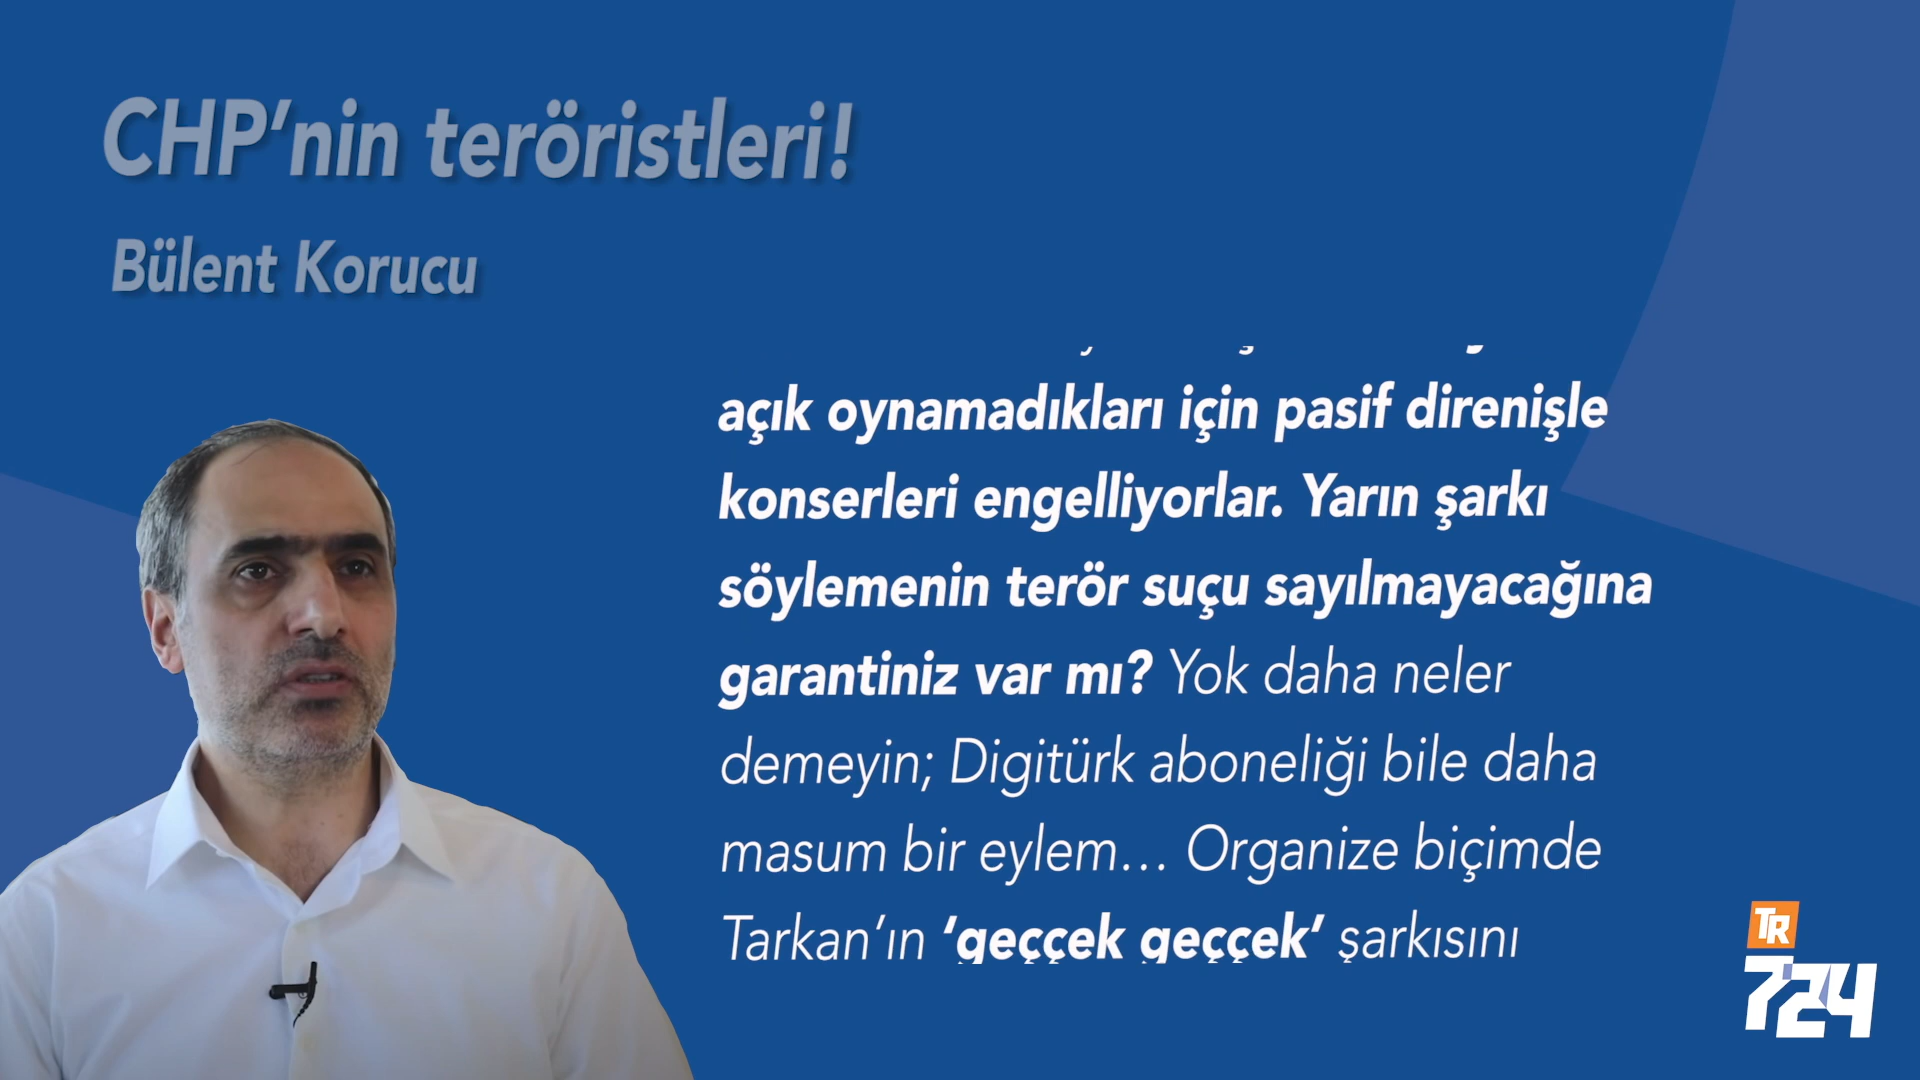 CHP’nin teröristleri!
Bülent Korucu
açık oynamadıkları için pasif direnişle
konserleri engelliyorlar. Yarın şarkı
söylemenin terör suçu sayılmayacağına
garantiniz var mı? Yok daha neler
demeyin; Digitürk aboneliği bile daha
masum bir eylem… Organize biçimde
Tarkan’ın ‘geççek geççek’ şarkısını
TR
7/24